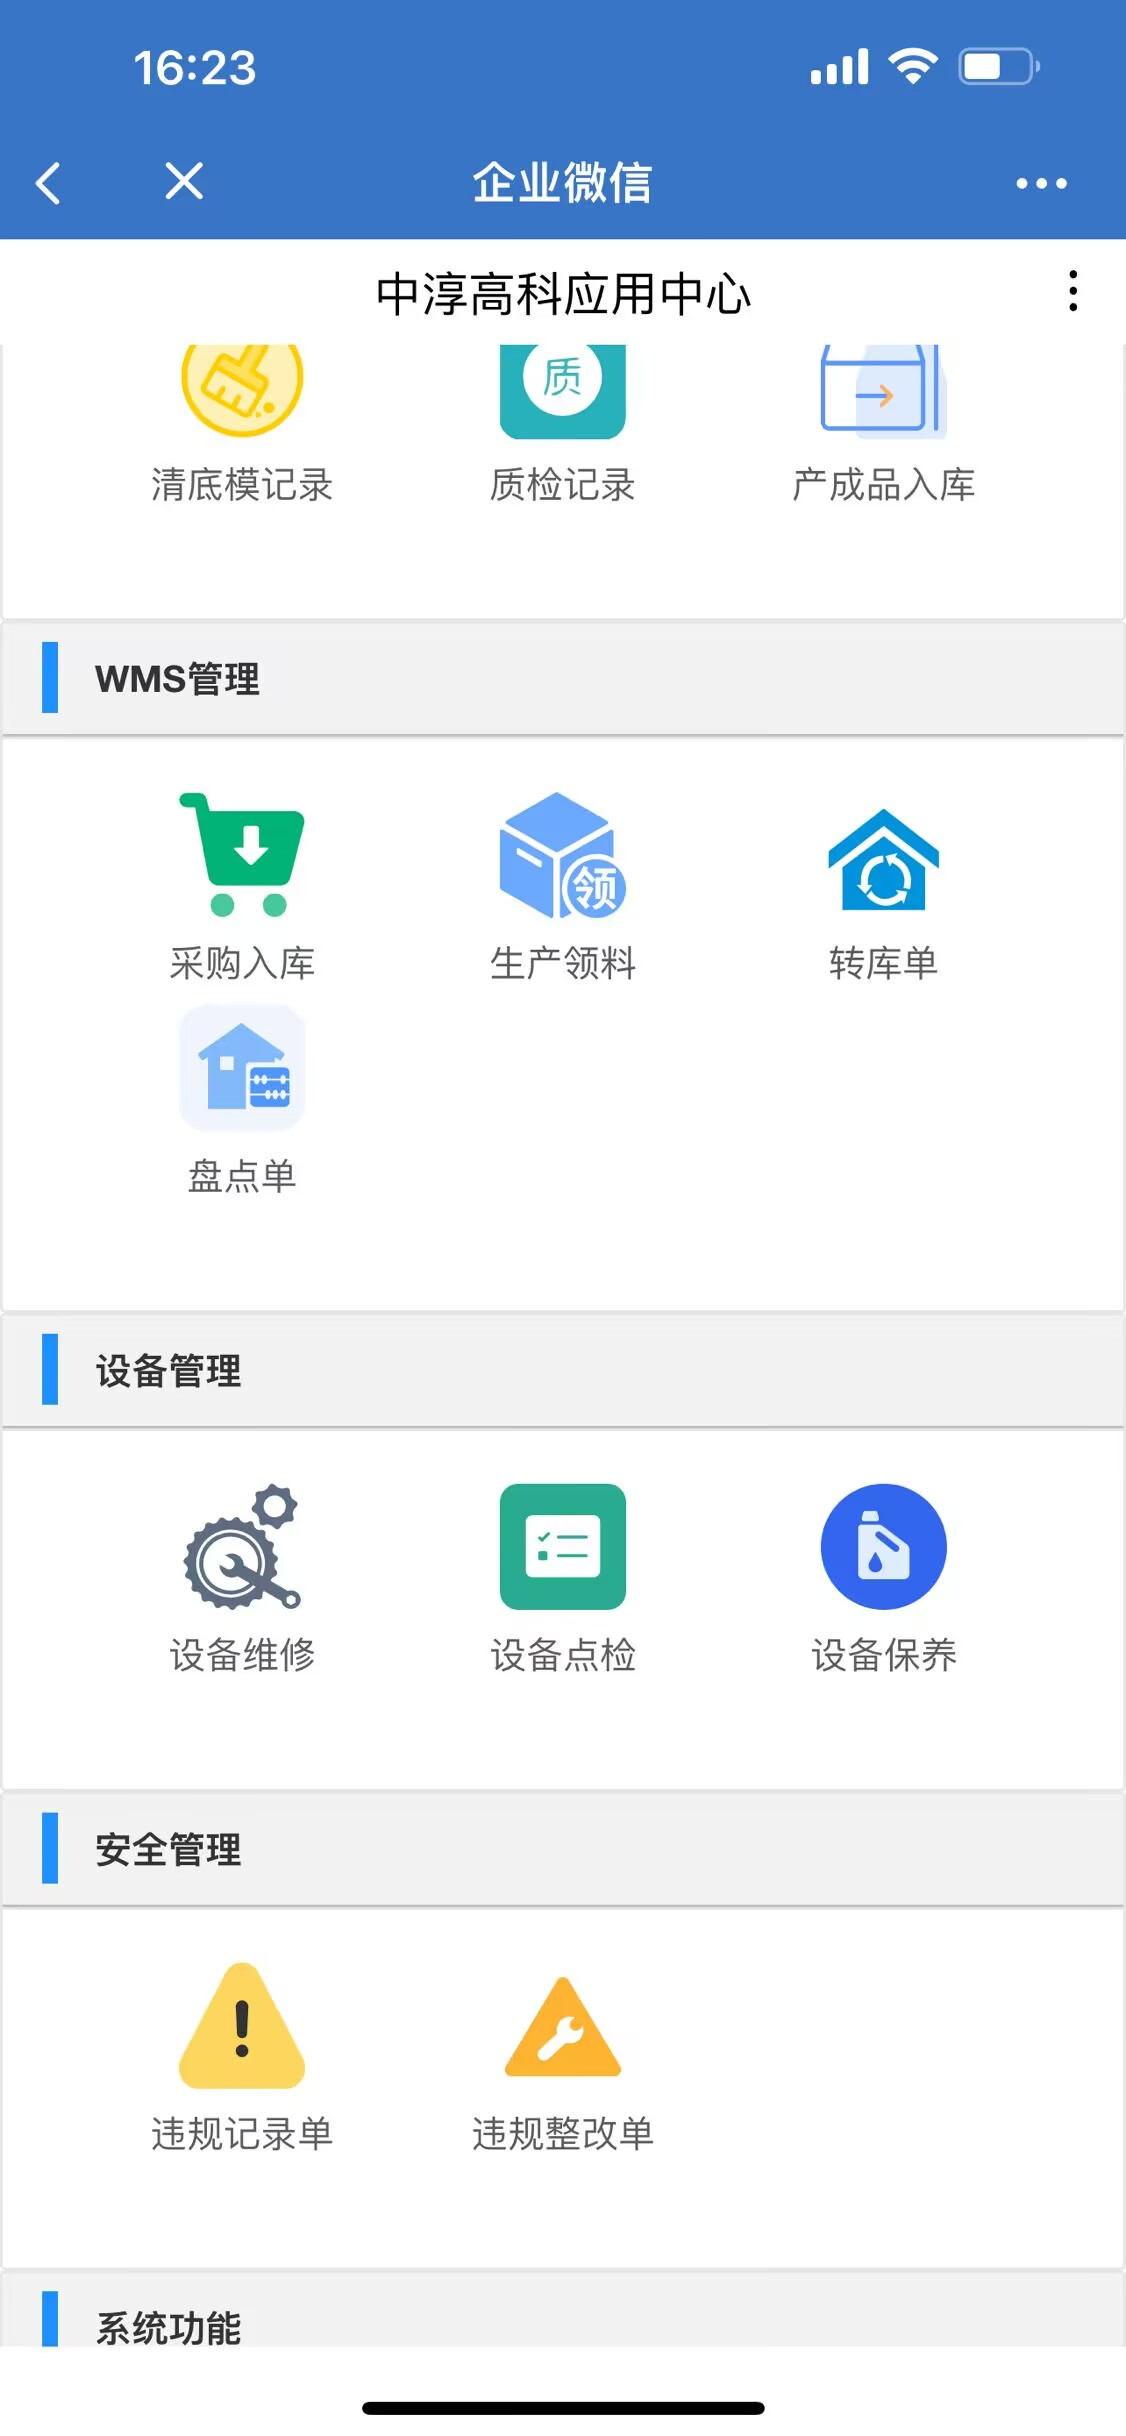 16:23
企业微信
中淳高科应用中心
质
清底模记录 质检记录 产成品入库
WMS管理
领
采购入库 生产领料 转库单
盘点单
设备管理
设备维修 设备点检 设备保养
安全管理
违规记录单 违规整改单
系统功能